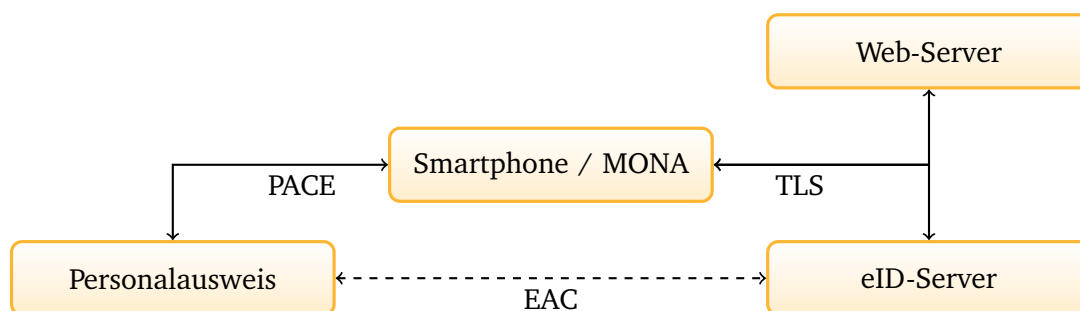 Web-Server
Smartphone / MONA
PACE
TLS
Personalausweis
eID-Server
EAC